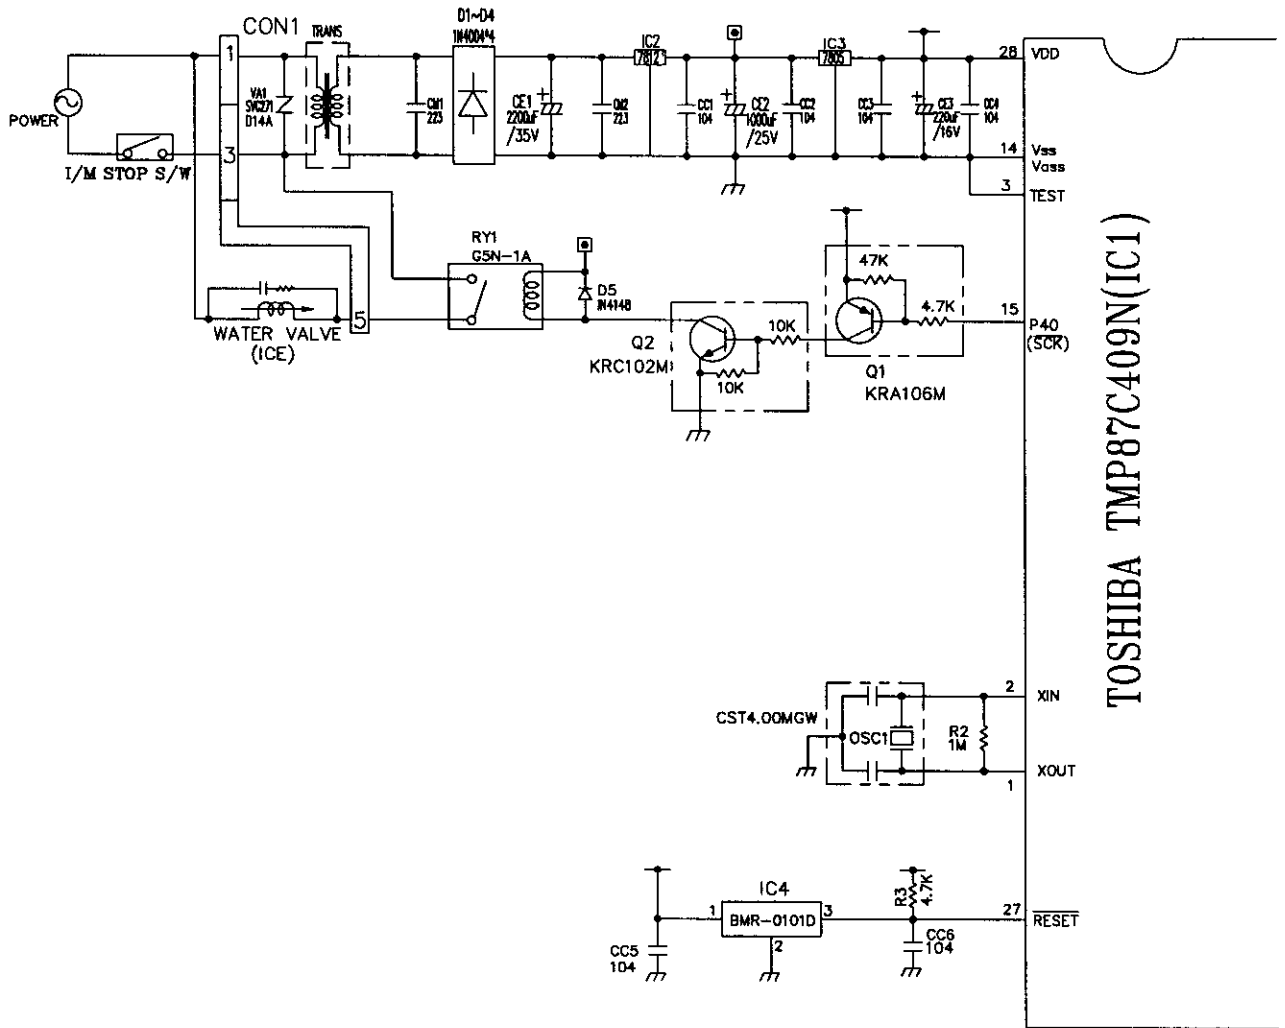 CON1
TRANS
D1~D4
1N4004*4
IC2
7812
IC3
7805
28
VDD
1
VA1
SVC271
D14A
CM1
223
CE1
2200uF
/35V
CM2
223
CC1
104
+
CE2
1000uF
/25V
CC2
104
CC3
104
+
CE3
220uF
/16V
CC4
104
+
POWER
3
I/M STOP S/W
14
Vss
Vass
3
TEST
RY1
G5N-1A
D5
1N4148
47K
4.7K
15
P40
(SCK)
WATER VALVE
(ICE)
5
Q2
KRC102M
10K
10K
Q1
KRA106M
TOSHIBA TMP87C409N(IC1)
CST4.00MGW
OSC1
R2
1M
2
XIN
XOUT
1
IC4
1
BMR-0101D
3
2
CC5
104
R3
4.7K
CC6
104
27
RESET